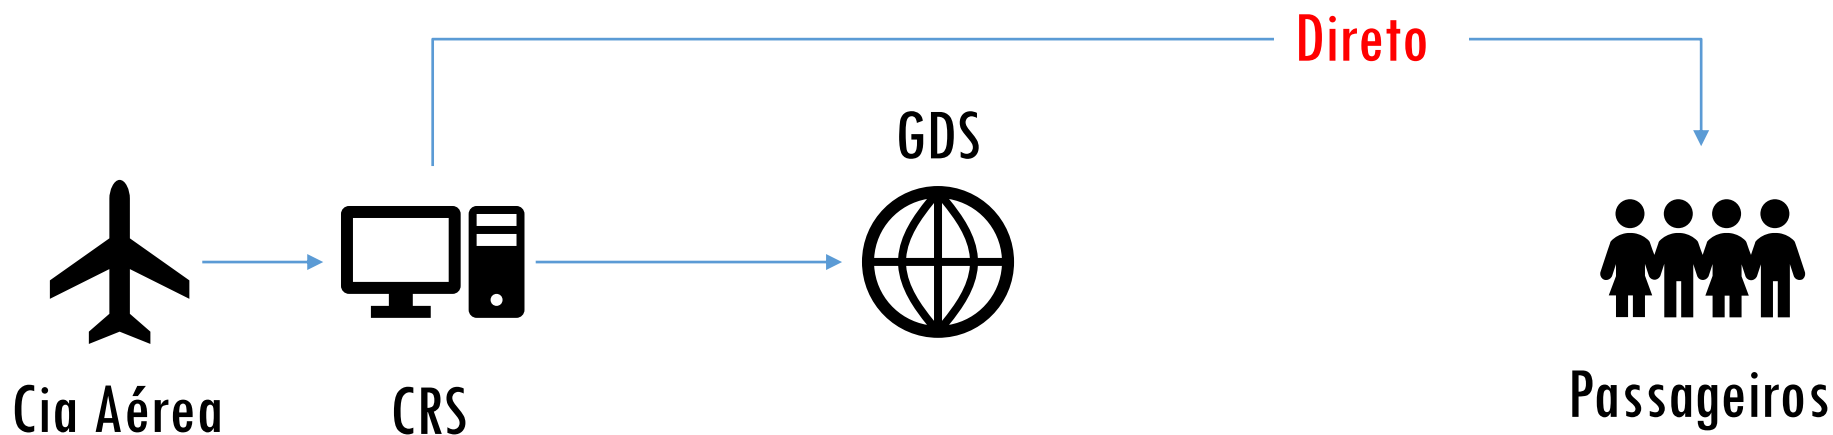 Direto
GDS
Cia Aérea
CRS
Passageiros